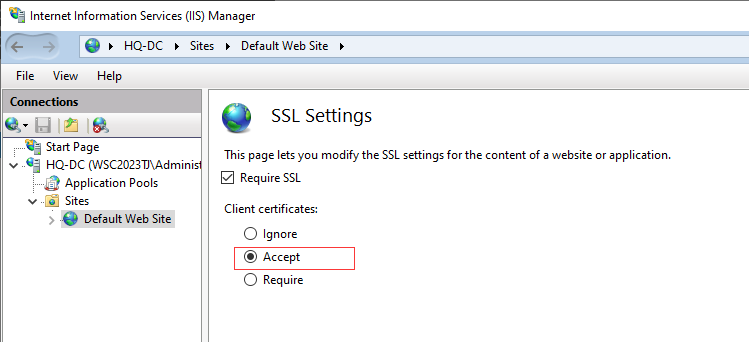 Internet Information Services (IIS) Manager
HQ-DC Sites Default Web Site
File View Help
Connections
Start Page
HQ-DC (WSC2023TJ\Administ
Application Pools
Sites
Default Web Site
SSL Settings
This page lets you modify the SSL settings for the content of a website or application.
Require SSL
Client certificates:
Ignore
Accept
Require